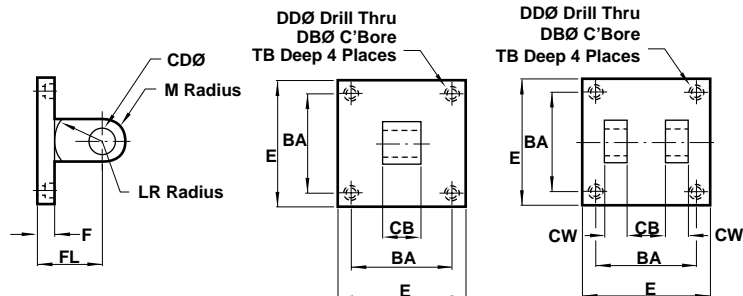 DDØ Drill Thru
DBØ C'Bore
TB Deep 4 Places
DDØ Drill Thru
DBØ C'Bore
TB Deep 4 Places
CDØ
M Radius
LR Radius
F
FL
E
BA
CB
BA
E
E
BA
CW
CB
CW
BA
E